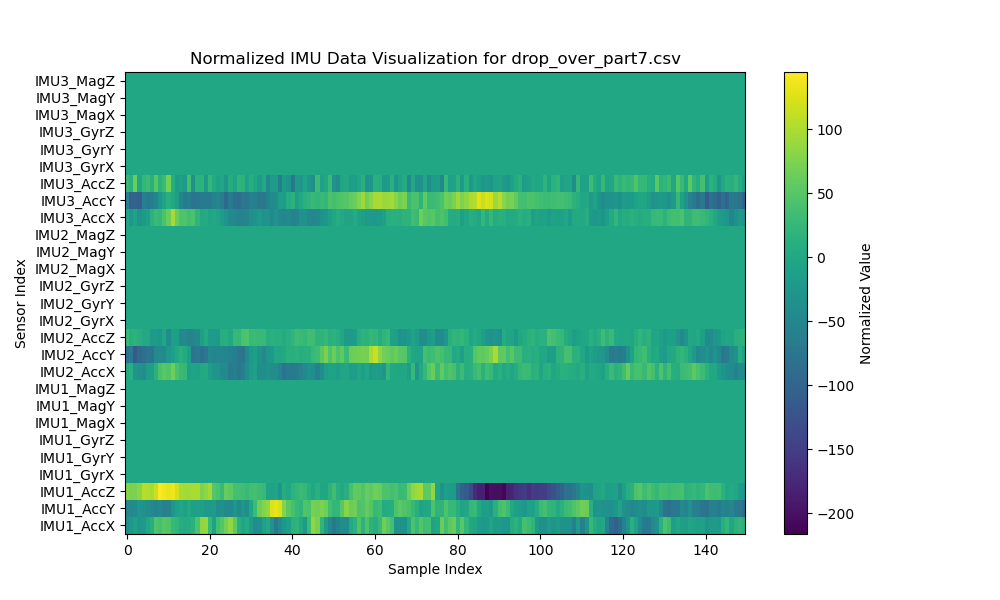 Normalized IMU Data Visualization for drop_over_part7.csv
IMU3_MagZ
IMU3_MagY
IMU3_MagX
IMU3_GyrZ
IMU3_GyrY
IMU3_GyrX
IMU3_AccZ
IMU3_AccY
IMU3_AccX
IMU2_MagZ
IMU2_MagY
IMU2_MagX
IMU2_GyrZ
IMU2_GyrY
IMU2_GyrX
IMU2_AccZ
IMU2_AccY
IMU2_AccX
IMU1_MagZ
IMU1_MagY
IMU1_MagX
IMU1_GyrZ
IMU1_GyrY
IMU1_GyrX
IMU1_AccZ
IMU1_AccY
IMU1_AccX
Sensor Index
0 20 40 60 80 100 120 140
Sample Index
100
50
0
−50
−100
−150
−200
Normalized Value